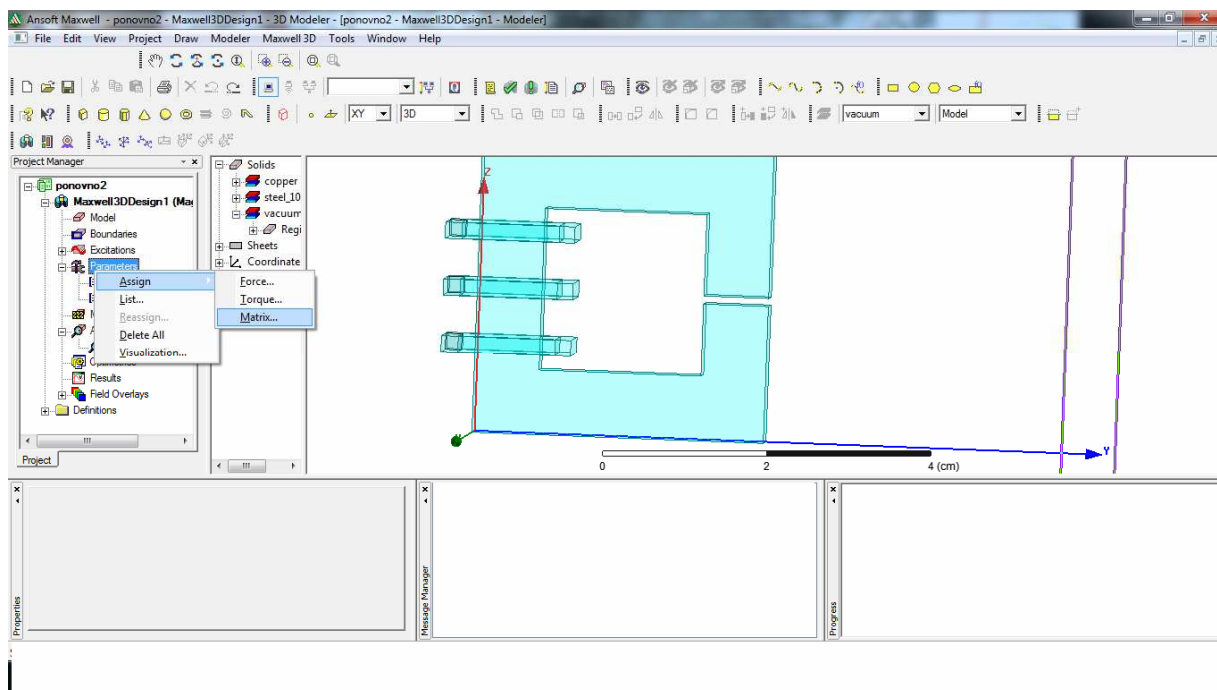 Ansoft Maxwell - ponovno2 - Maxwell3DDesign1 - 3D Modeler - [ponovno2 - Maxwell3DDesign1 - Modeler]
File Edit View Project Draw Modeler Maxwell 3D Tools Window Help
XY 3D vacuum Model
Project Manager
ponovno2
Maxwell3DDesign1 (Ma
Model
Boundaries
Excitations
Parameters
Assign
List...
Reassign...
Delete All
Visualization...
Force...
Torque...
Matrix...
Results
Field Overlays
Definitions
Project
Solids
copper
steel_10
vacuum
Regi
Sheets
Coordinate
Z
Y
0 2 4 (cm)
Properties
Message Manager
Progress